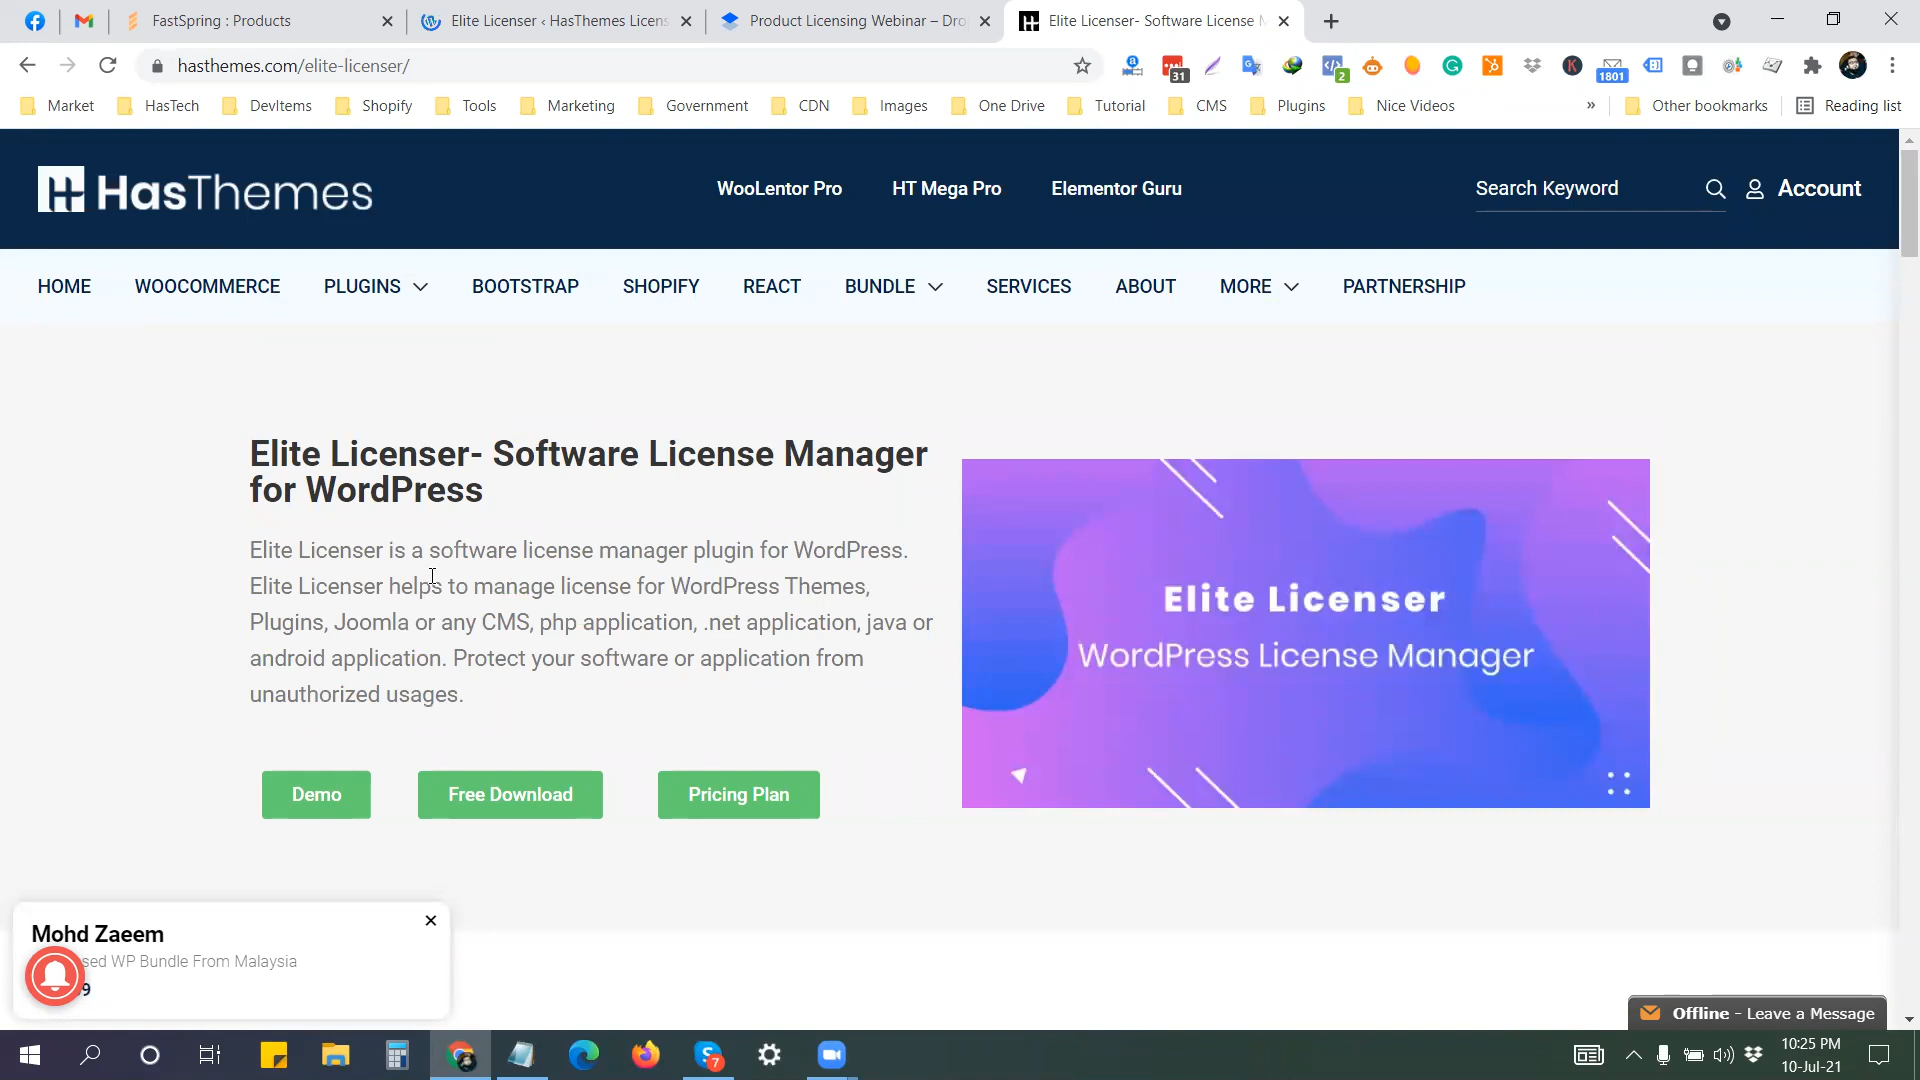 FastSpring : Products
Elite Licenser ‹ HasThemes Licens
Product Licensing Webinar – Dro
Elite Licenser- Software License M
hasthemes.com/elite-licenser/
31
2
1801
Market
HasTech
DevItems
Shopify
Tools
Marketing
Government
CDN
Images
One Drive
Tutorial
CMS
Plugins
Nice Videos
»
Other bookmarks
Reading list
HasThemes
WooLentor Pro
HT Mega Pro
Elementor Guru
Search Keyword
Account
HOME
WOOCOMMERCE
PLUGINS
BOOTSTRAP
SHOPIFY
REACT
BUNDLE
SERVICES
ABOUT
MORE
PARTNERSHIP
Elite Licenser- Software License Manager
for WordPress
Elite Licenser is a software license manager plugin for WordPress.
Elite Licenser helps to manage license for WordPress Themes,
Plugins, Joomla or any CMS, php application, .net application, java or
android application. Protect your software or application from
unauthorized usages.
Demo
Free Download
Pricing Plan
Elite Licenser
WordPress License Manager
Mohd Zaeem
sed WP Bundle From Malaysia
9
Offline - Leave a Message
7
10:25 PM
10-Jul-21